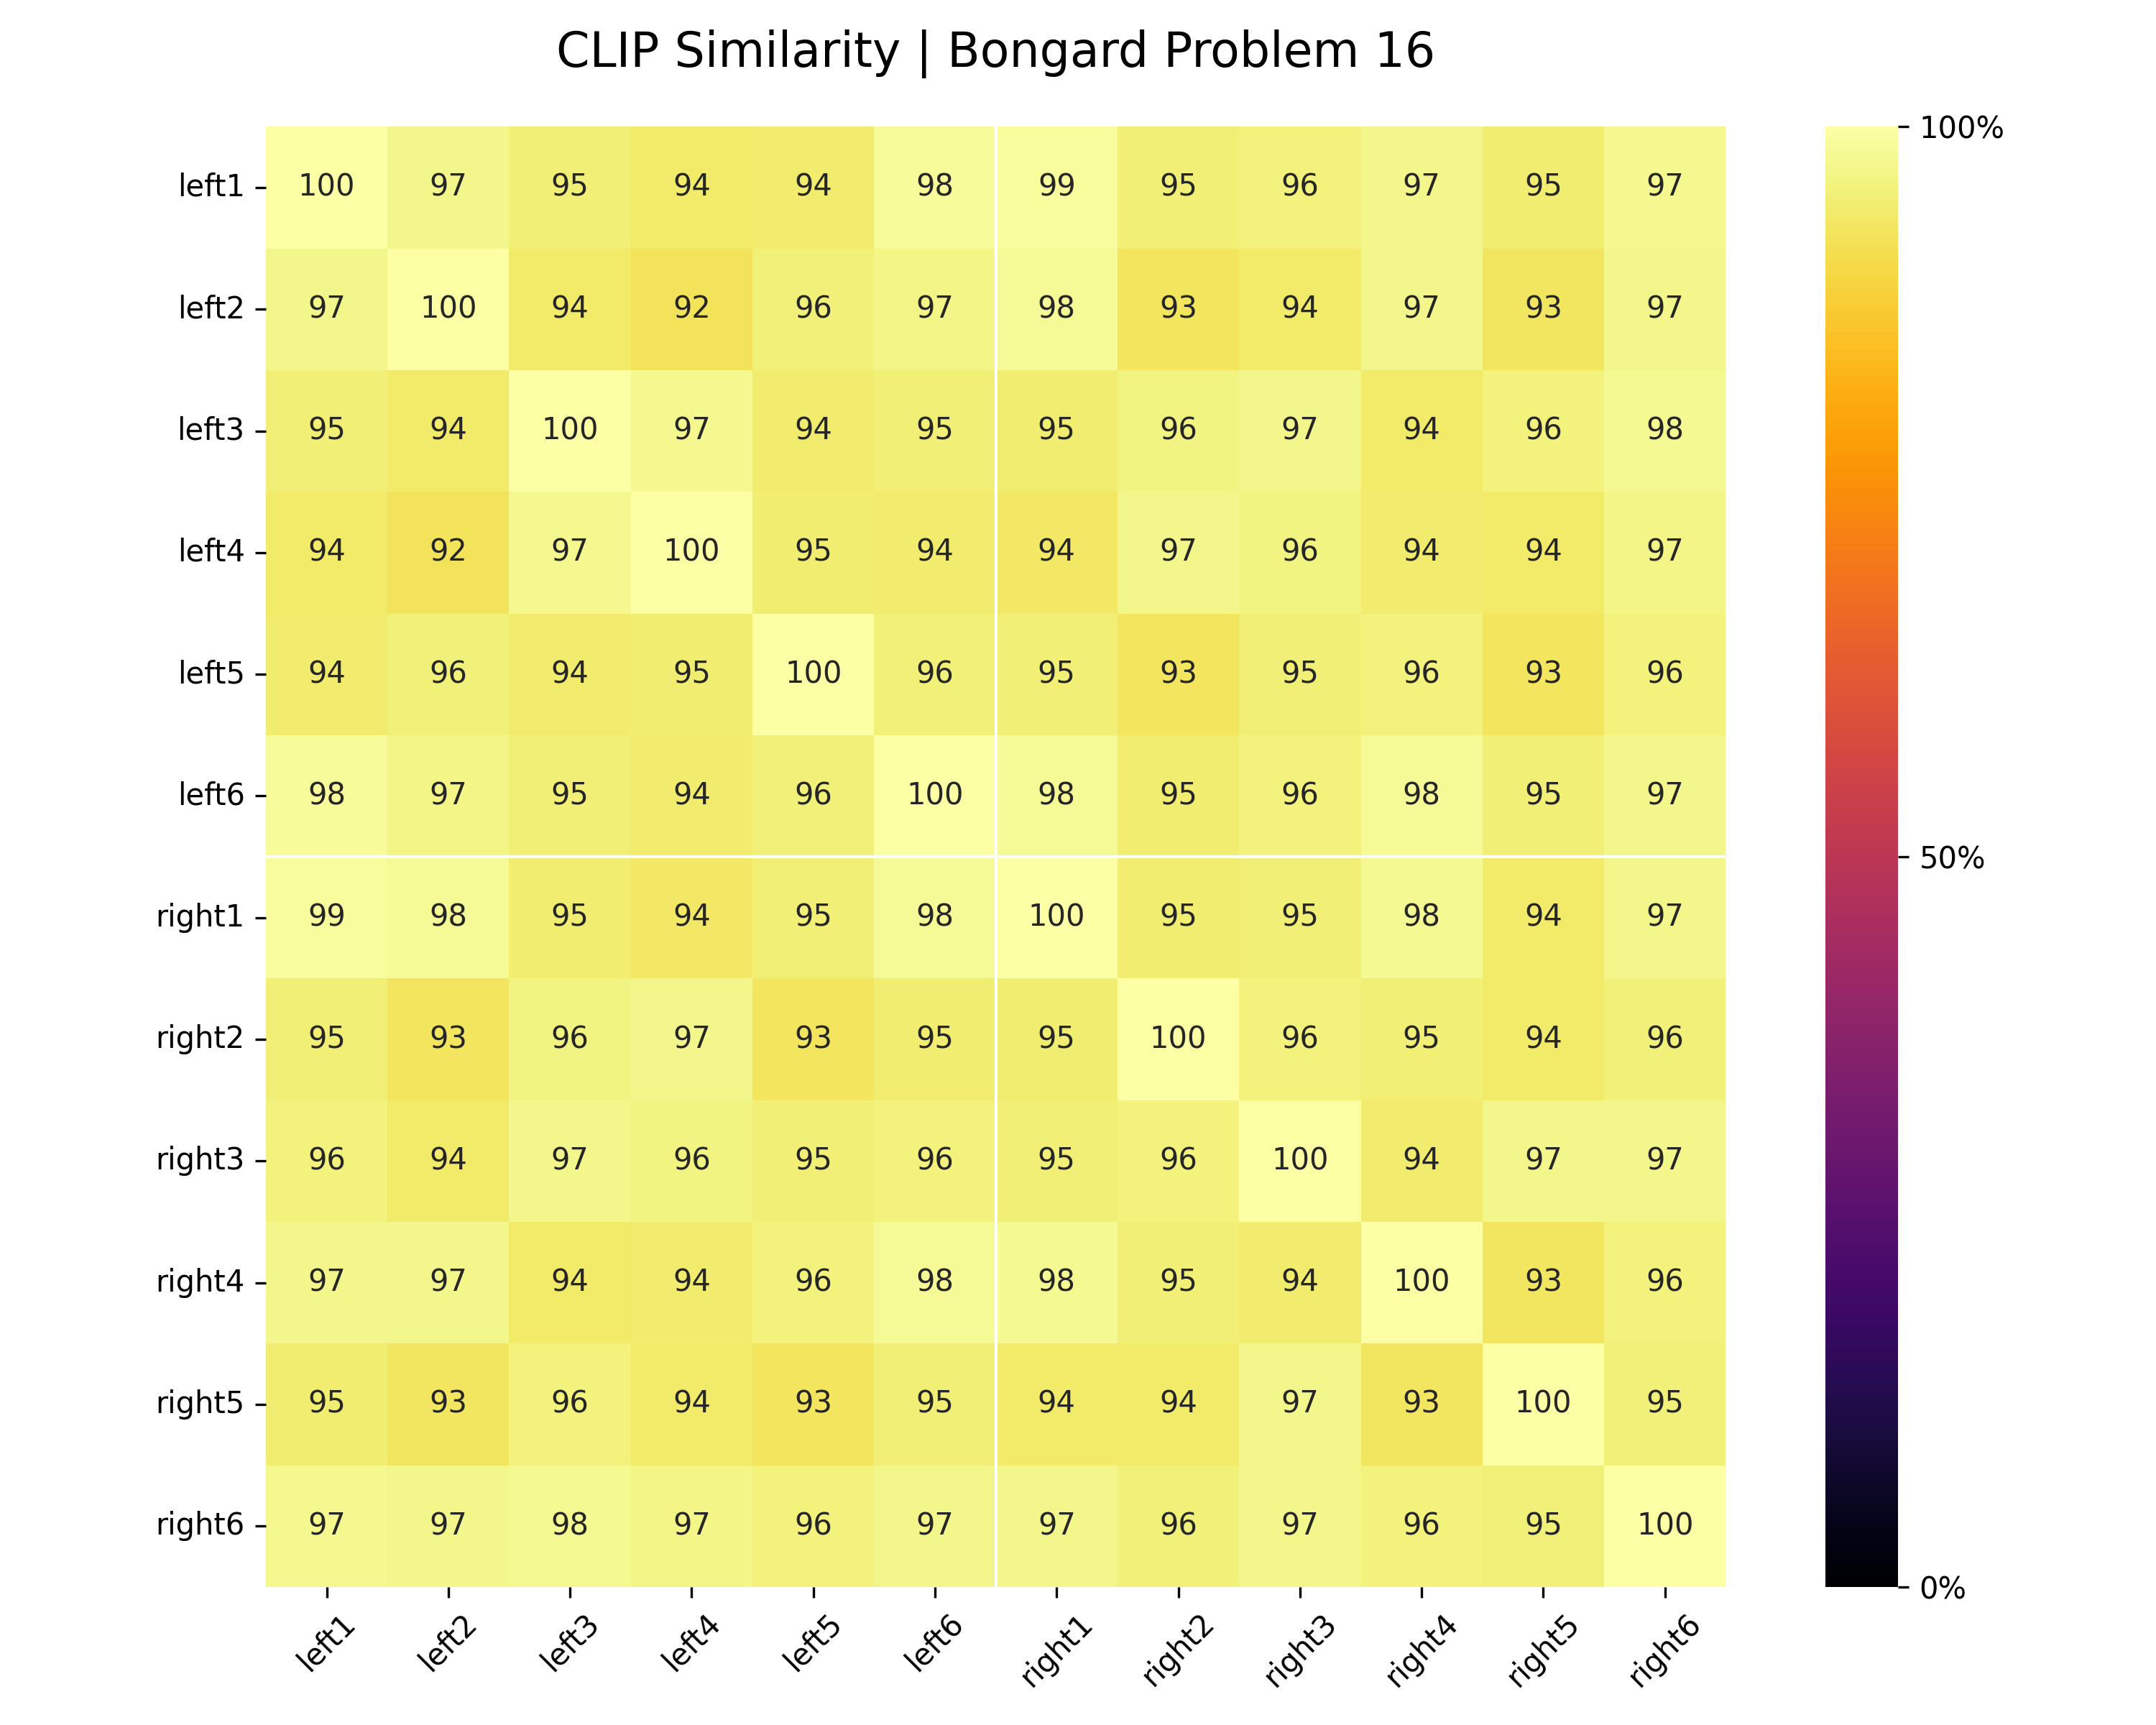 CLIP Similarity | Bongard Problem 16
left1 100 97 95 94 94 98 99 95 96 97 95 97
left2 97 100 94 92 96 97 98 93 94 97 93 97
left3 95 94 100 97 94 95 95 96 97 94 96 98
left4 94 92 97 100 95 94 94 97 96 94 94 97
left5 94 96 94 95 100 96 95 93 95 96 93 96
left6 98 97 95 94 96 100 98 95 96 98 95 97
right1 99 98 95 94 95 98 100 95 95 98 94 97
right2 95 93 96 97 93 95 95 100 96 95 94 96
right3 96 94 97 96 95 96 95 96 100 94 97 97
right4 97 97 94 94 96 98 98 95 94 100 93 96
right5 95 93 96 94 93 95 94 94 97 93 100 95
right6 97 97 98 97 96 97 97 96 97 96 95 100
left1 left2 left3 left4 left5 left6 right1 right2 right3 right4 right5 right6
100%
50%
0%